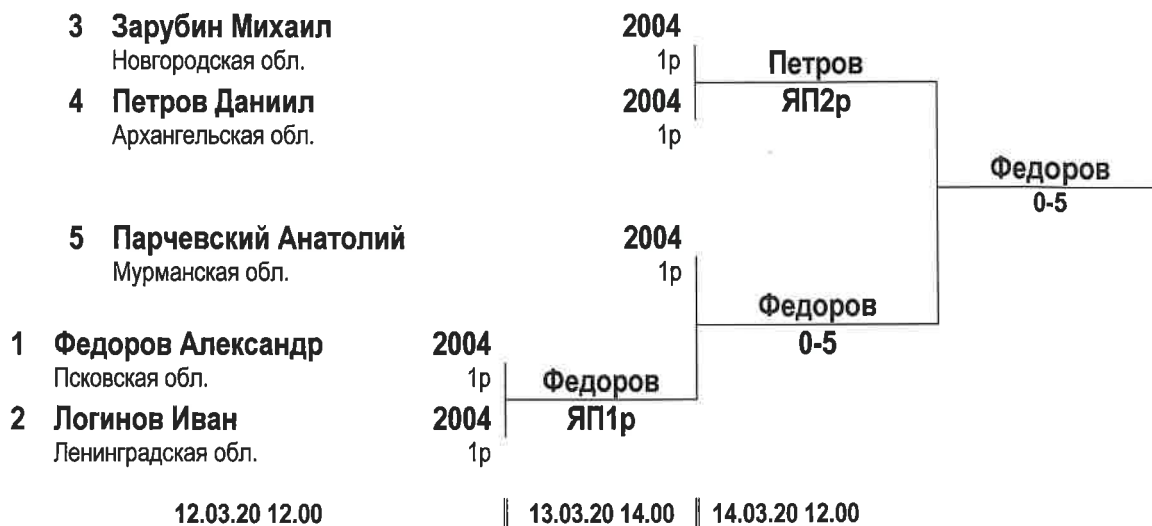 3 Зарубин Михаил 2004
Новгородская обл. 1р
Петров
4 Петров Даниил 2004
ЯП2р
Архангельская обл. 1р
Федоров
0-5
5 Парчевский Анатолий 2004
Мурманская обл. 1р
Федоров
0-5
1 Федоров Александр 2004
Псковская обл. 1р
Федоров
2 Логинов Иван 2004
ЯП1р
Ленинградская обл. 1р
12.03.20 12.00 13.03.20 14.00 14.03.20 12.00